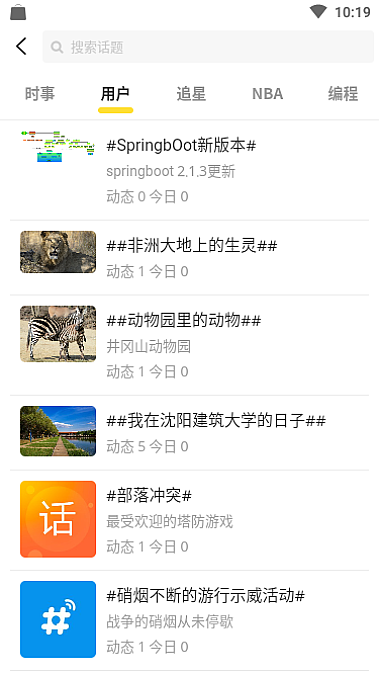 10:19
搜索话题
时事 用户 追星 NBA 编程
#SpringbOot新版本#
springboot 2,1,3更新
动态 0 今日 0
##非洲大地上的生灵##
动态 1 今日 0
##动物园里的动物##
井冈山动物园
动态 1 今日 0
##我在沈阳建筑大学的日子##
动态 5 今日 0
话
#部落冲突#
最受欢迎的塔防游戏
动态 1 今日 0
#
#硝烟不断的游行示威活动#
战争的硝烟从未停歇
动态 1 今日 0